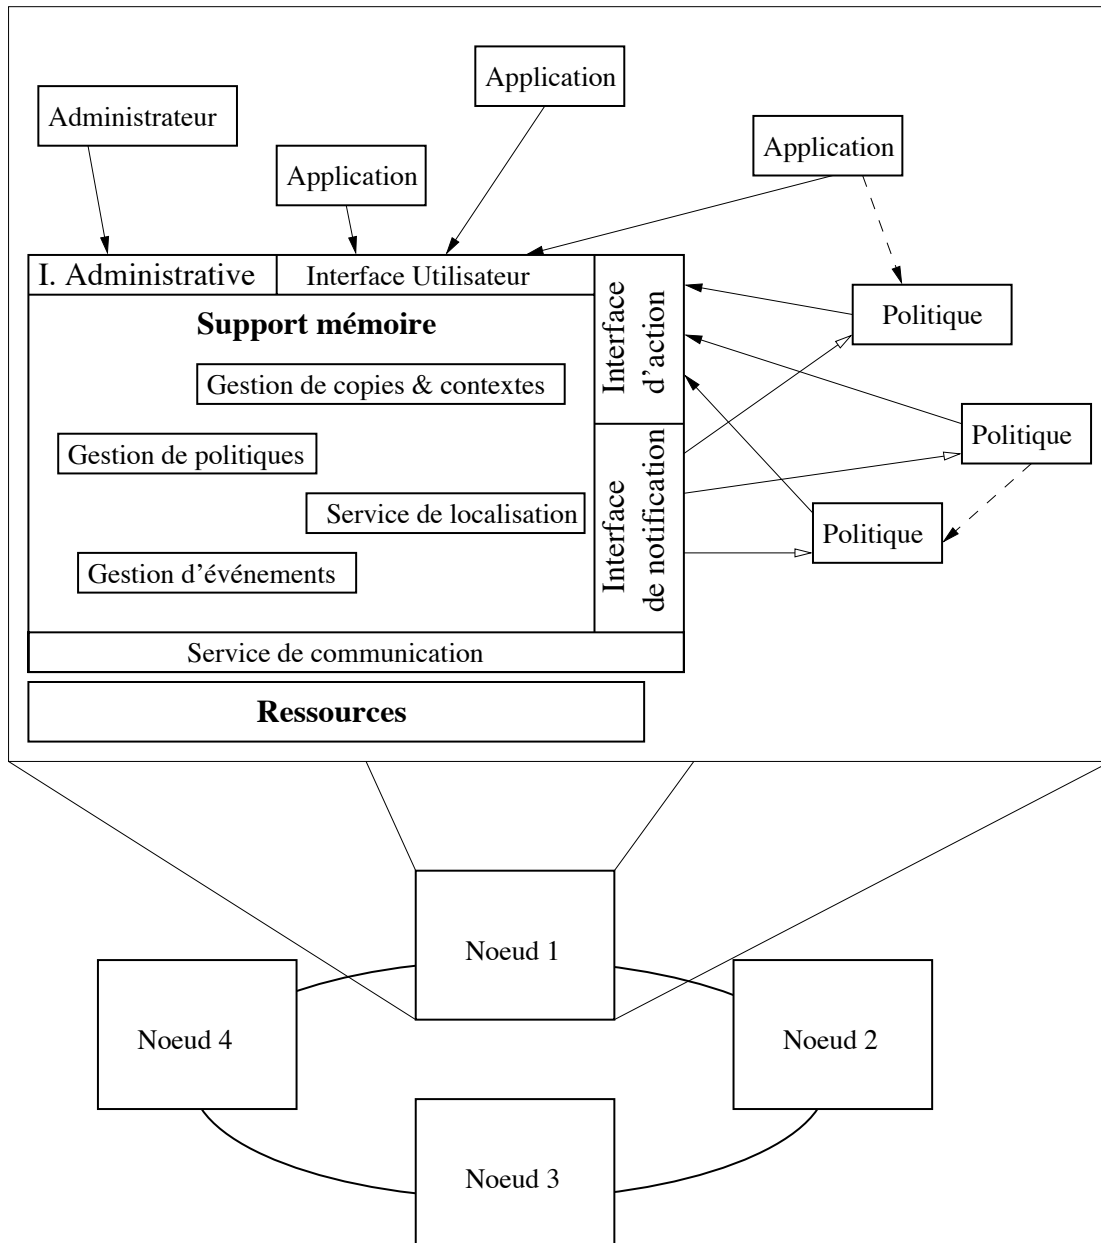 Application
Administrateur
Application
Application
I. Administrative
Interface Utilisateur
Interface
d'action
Politique
Support mémoire
Gestion de copies & contextes
Politique
Gestion de politiques
Interface
de notification
Service de localisation
Politique
Gestion d'événements
Service de communication
Ressources
Noeud 1
Noeud 4
Noeud 2
Noeud 3